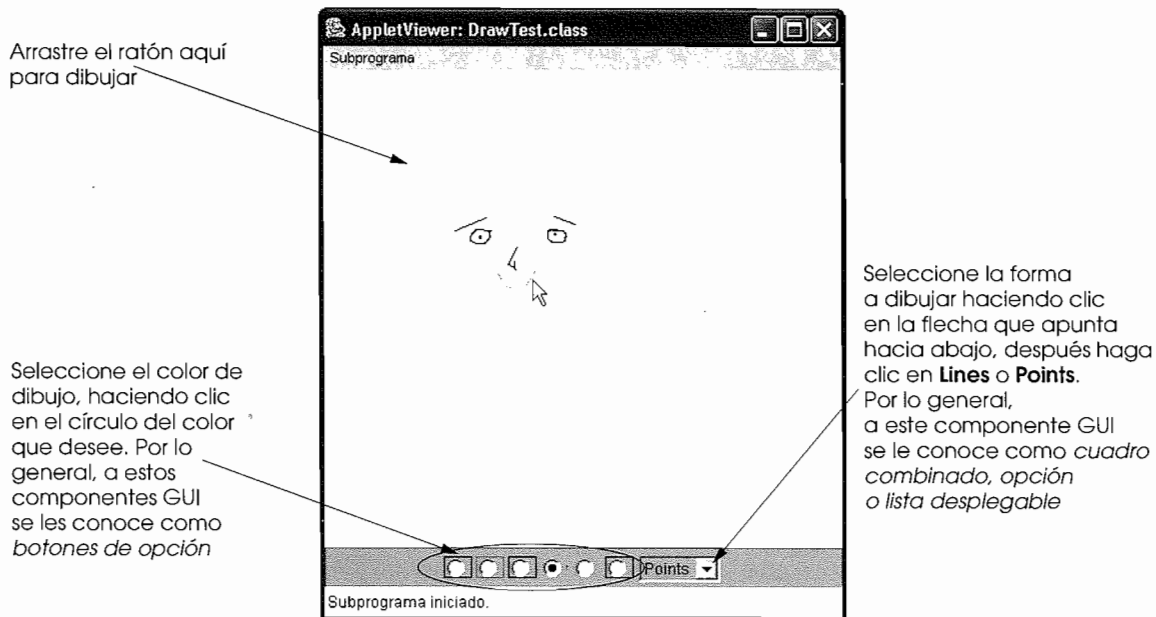 AppletViewer: DrawTest.class
Subprograma
Arrastre el ratón aquí
para dibujar
Seleccione el color de
dibujo, haciendo clic
en el círculo del color
que desee. Por lo
general, a estos
componentes GUI
se les conoce como
botones de opción
Seleccione la forma
a dibujar haciendo clic
en la flecha que apunta
hacia abajo, después haga
clic en Lines o Points.
Por lo general,
a este componente GUI
se le conoce como cuadro
combinado, opción
o lista desplegable
Points
Subprograma iniciado.